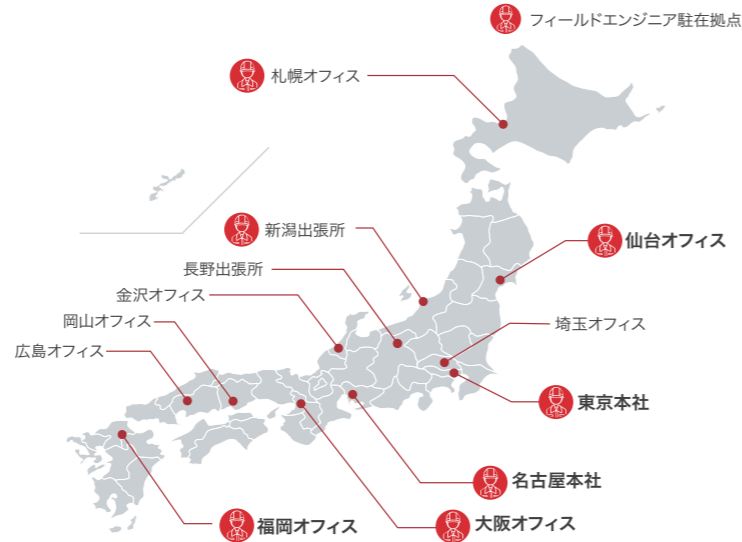 フィールドエンジニア駐在拠点
札幌オフィス
新潟出張所
仙台オフィス
長野出張所
金沢オフィス
岡山オフィス
埼玉オフィス
広島オフィス
東京本社
名古屋本社
福岡オフィス
大阪オフィス